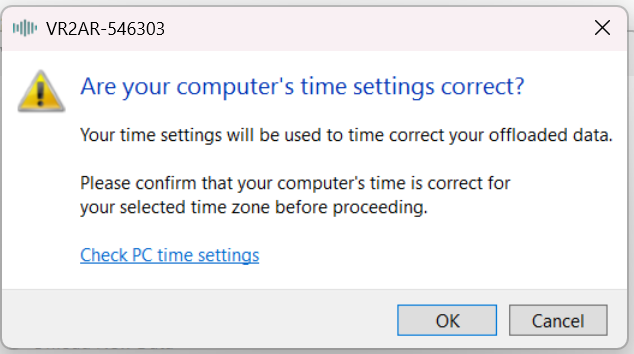 VR2AR-546303
Are your computer's time settings correct?
Your time settings will be used to time correct your offloaded data.
Please confirm that your computer's time is correct for
your selected time zone before proceeding.
Check PC time settings
OK
Cancel